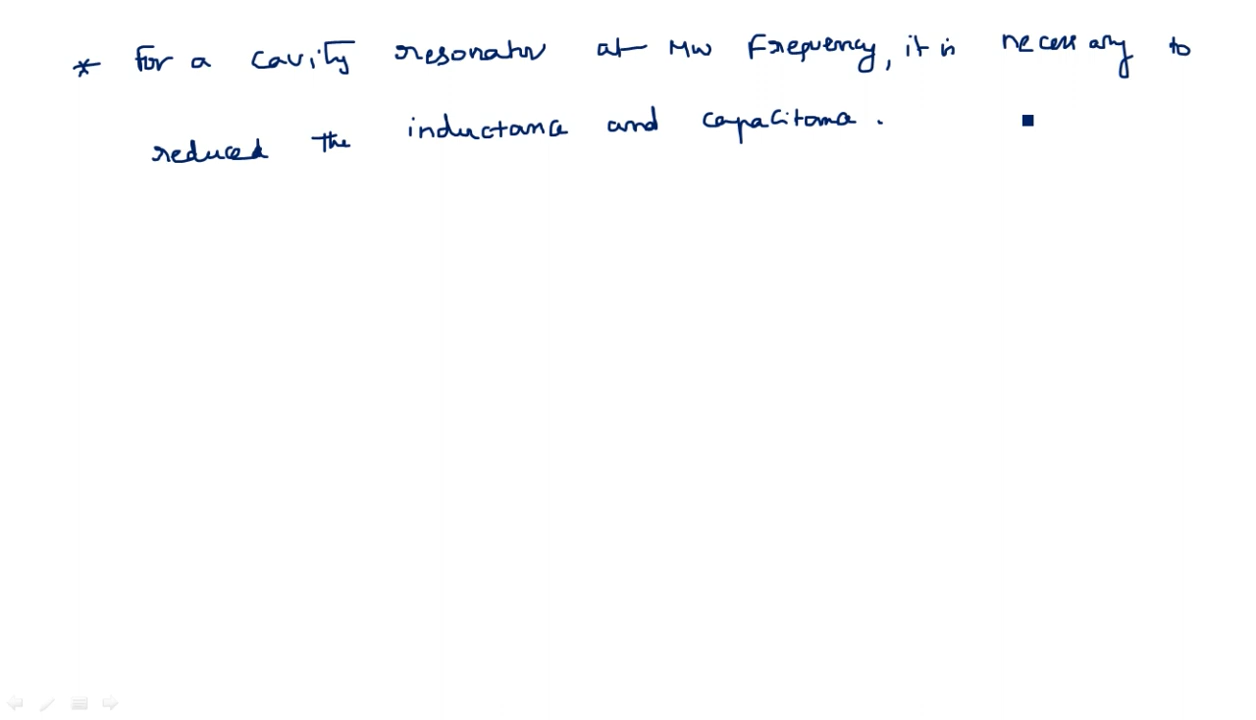 * For a cavity resonator at MW Frequency, it is necessary to
reduced the inductance and capacitance.